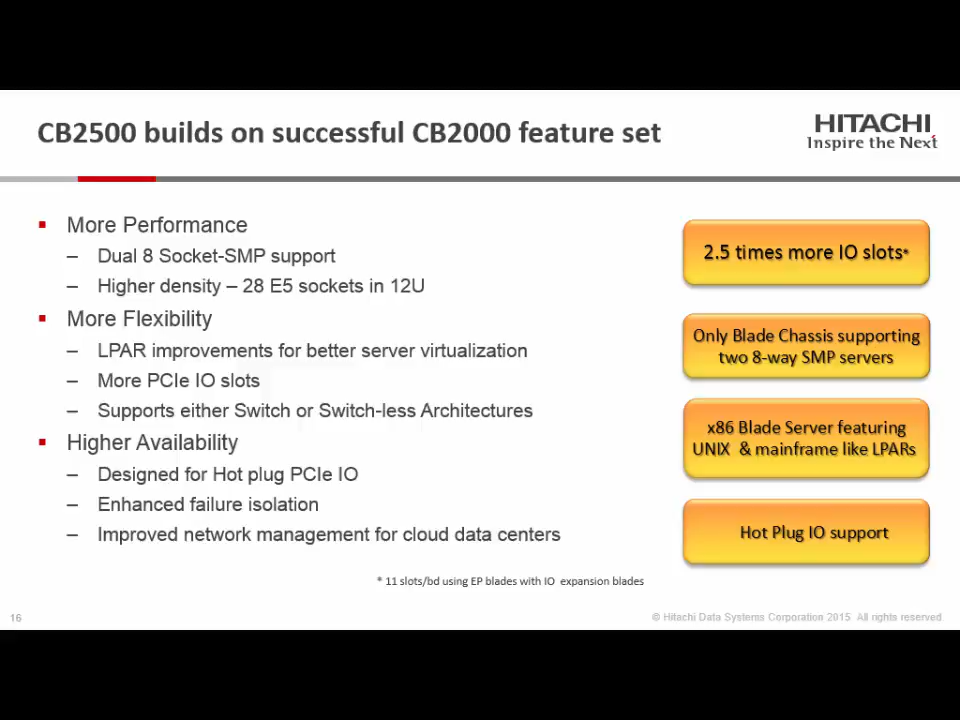 CB2500 builds on successful CB2000 feature set
HITACHI
Inspire the Next
▪ More Performance
– Dual 8 Socket-SMP support
– Higher density – 28 E5 sockets in 12U
▪ More Flexibility
– LPAR improvements for better server virtualization
– More PCIe IO slots
– Supports either Switch or Switch-less Architectures
▪ Higher Availability
– Designed for Hot plug PCIe IO
– Enhanced failure isolation
– Improved network management for cloud data centers
2.5 times more IO slots*
Only Blade Chassis supporting
two 8-way SMP servers
x86 Blade Server featuring
UNIX & mainframe like LPARs
Hot Plug IO support
* 11 slots/bd using EP blades with IO expansion blades
16
© Hitachi Data Systems Corporation 2015 All rights reserved